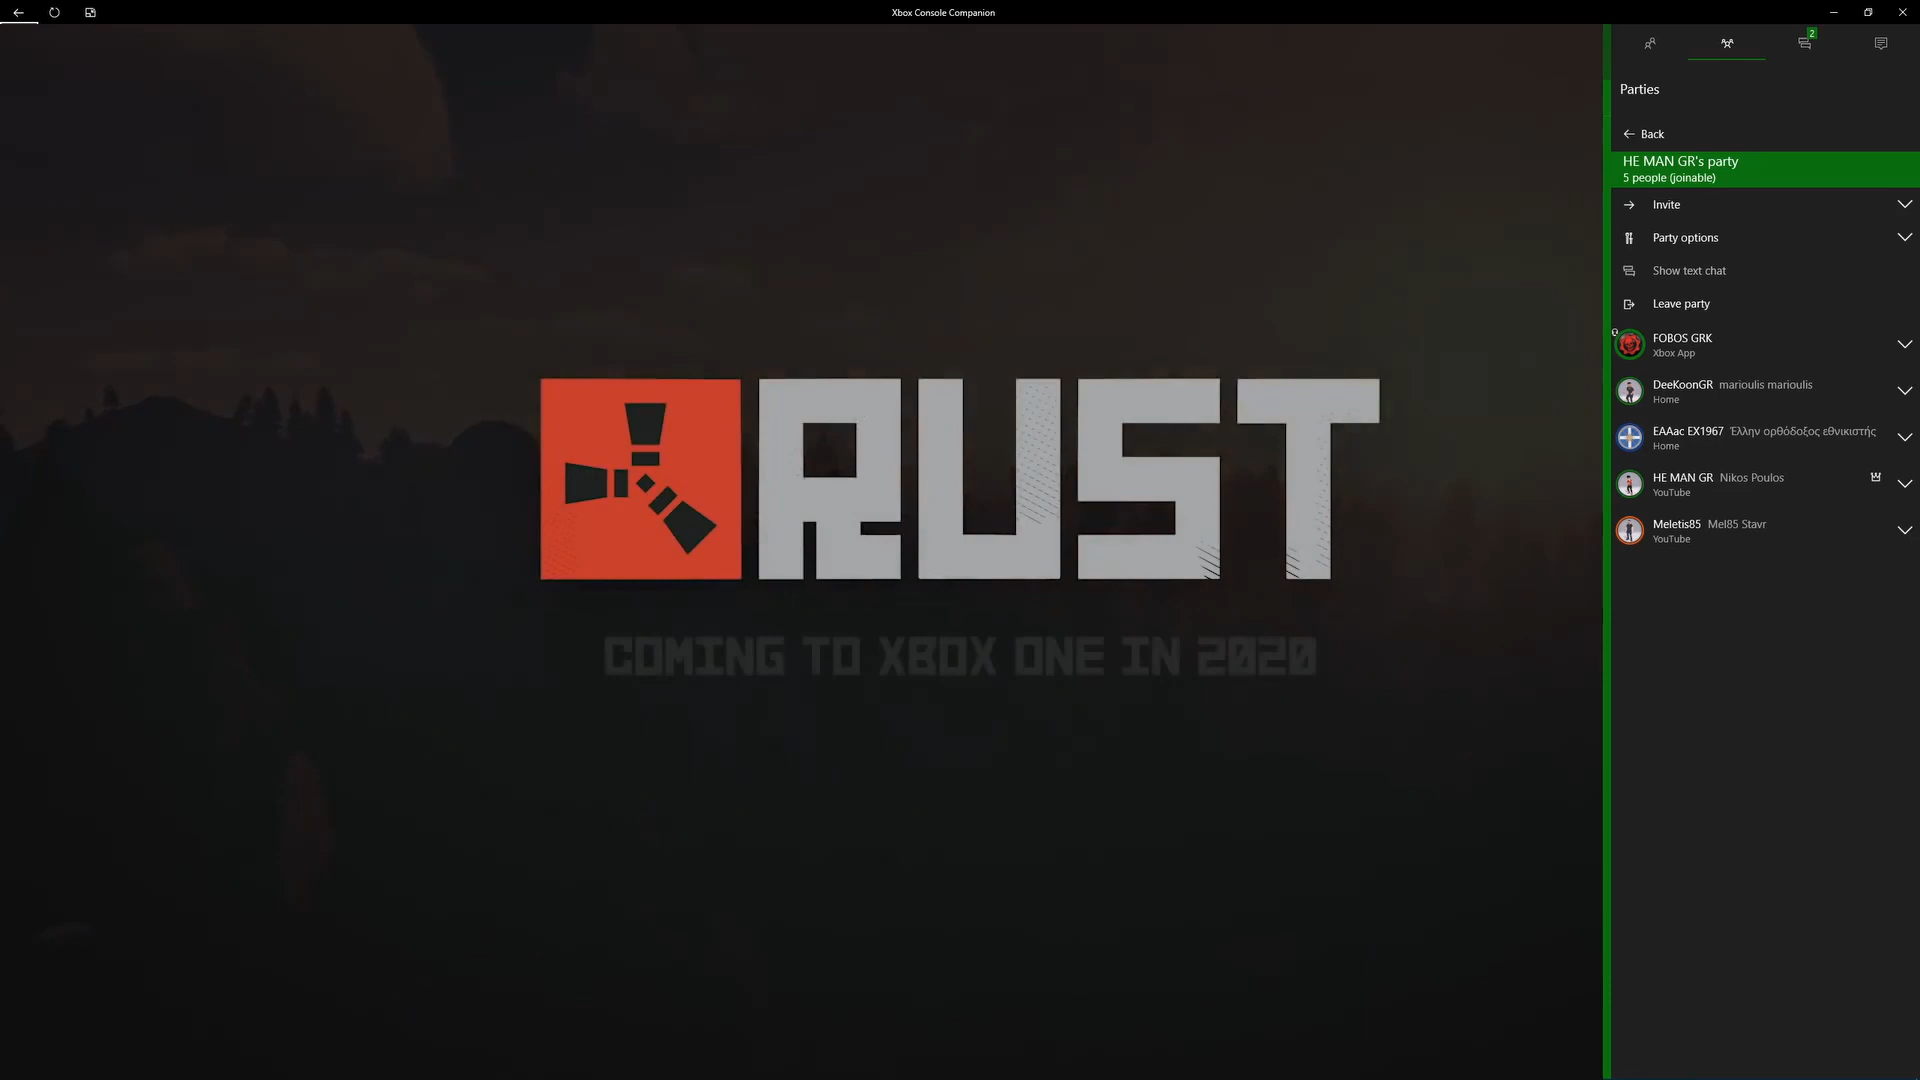 Xbox Console Companion
2
Parties
Back
HE MAN GR's party
5 people (joinable)
Invite
Party options
Show text chat
Leave party
FOBOS GRK
Xbox App
DeeKoonGR marioulis marioulis
Home
EAAac EX1967 Έλλην ορθόδοξος εθνικιστής
Home
HE MAN GR Nikos Poulos
YouTube
Meletis85 Mel85 Stavr
YouTube
RUST
COMING TO XBOX ONE IN 2020